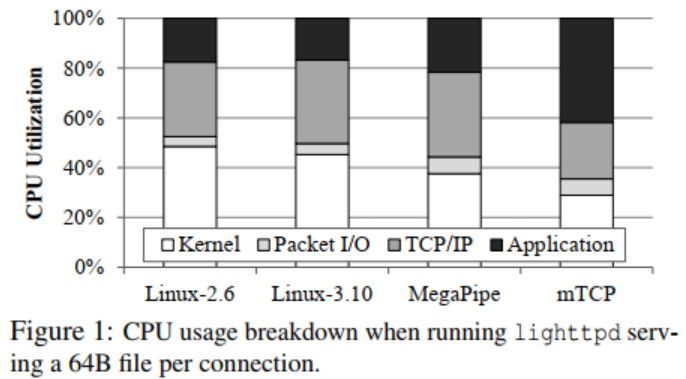 100%
80%
60%
40%
20%
0%
CPU Utilization
Kernel Packet I/O TCP/IP Application
Linux-2.6 Linux-3.10 MegaPipe mTCP
Figure 1: CPU usage breakdown when running lighttpd serv-
ing a 64B file per connection.